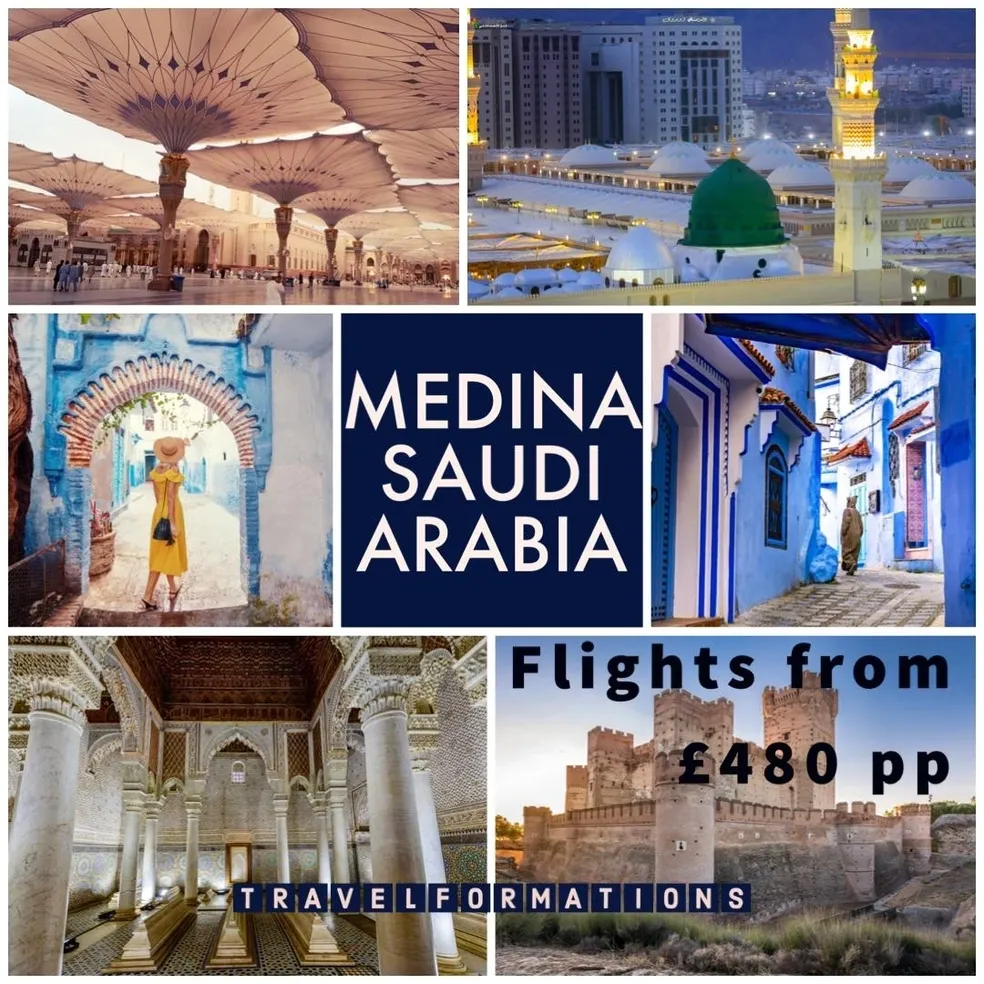 MEDINA
SAUDI
ARABIA
Flights from
£480 pp
TRAVELFORMATIONS